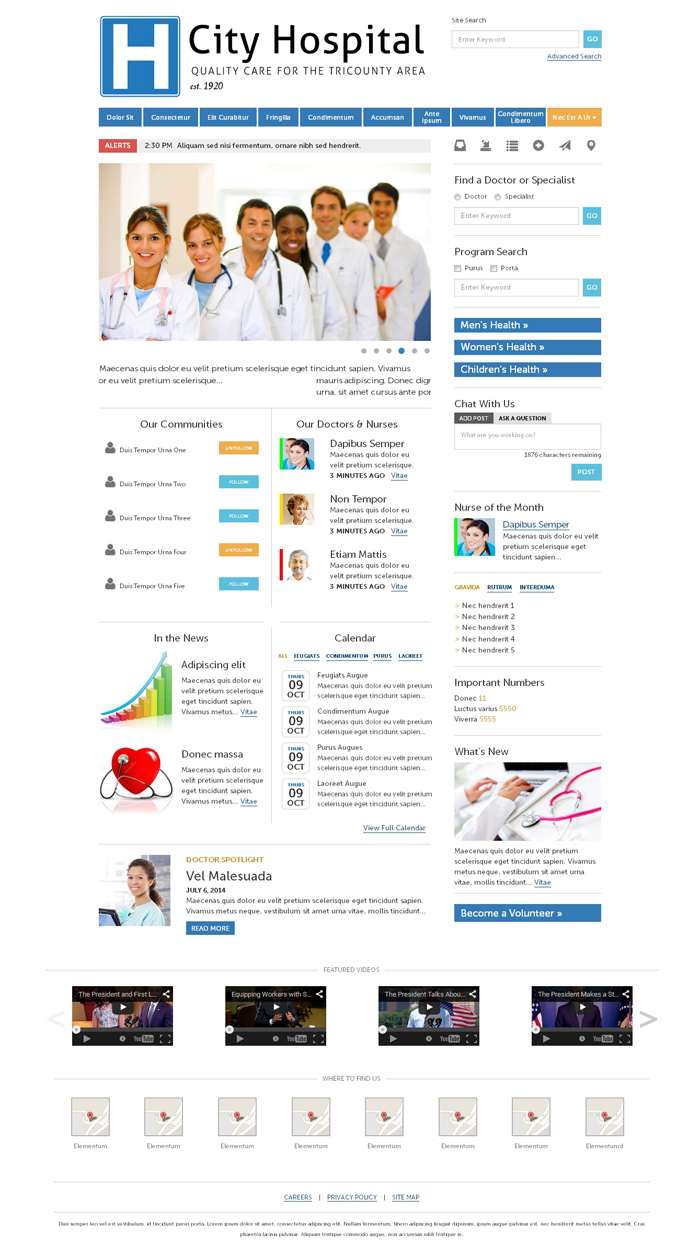 City Hospital
QUALITY CARE FOR THE TRICOUNTY AREA
est. 1920
Site Search
Enter Keyword
GO
Advanced Search
Dolor Sit
Consectetur
Elit Curabitur
Fringilla
Condimentum
Accumsan
Ante
Ipsum
Vivamus
Condimentum
Libero
Nec Est A Us
ALERTS
2:30 PM Aliquam sed nisi fermentum, ornare nibh sed hendrerit.
Maecenas quis dolor eu velit pretium scelerisque eget tincidunt sapien. Vivamus
or eu velit pretium scelerisque...
mauris adipiscing. Donec digr
urna, sit amet cursus ante por
Our Communities
Duis Tempor Urna One
UNFOLLOW
Duis Tempor Urna Two
FOLLOW
Duis Tempor Urna Three
FOLLOW
Duis Tempor Urna Four
UNFOLLOW
Duis Tempor Urna Five
FOLLOW
Our Doctors & Nurses
Dapibus Semper
Maecenas quis dolor eu
velit pretium scelerisque.
3 MINUTES AGO Vitae
Non Tempor
Maecenas quis dolor eu
velit pretium scelerisque.
3 MINUTES AGO Vitae
Etiam Mattis
Maecenas quis dolor eu
velit pretium scelerisque.
3 MINUTES AGO Vitae
In the News
Adipiscing elit
Maecenas quis dolor eu
velit pretium scelerisque
eget tincidunt sapien.
Vivamus metus... Vitae
Donec massa
Maecenas quis dolor eu
velit pretium scelerisque
eget tincidunt sapien.
Vivamus metus... Vitae
Calendar
ALL FEUGIATS CONDIMENTUM PURUS LAOREET
THURS
09
OCT
Feugiats Augue
Maecenas quis dolor eu velit pretium
scelerisque eget tincidunt sapien...
THURS
09
OCT
Condimentum Augue
Maecenas quis dolor eu velit pretium
scelerisque eget tincidunt sapien...
THURS
09
OCT
Purus Augues
Maecenas quis dolor eu velit pretium
scelerisque eget tincidunt sapien...
THURS
09
OCT
Laoreet Augue
Maecenas quis dolor eu velit pretium
scelerisque eget tincidunt sapien...
View Full Calendar
DOCTOR SPOTLIGHT
Vel Malesuada
JULY 6, 2014
Maecenas quis dolor eu velit pretium scelerisque eget tincidunt sapien.
Vivamus metus neque, vestibulum sit amet urna vitae, mollis tincidunt...
READ MORE
Find a Doctor or Specialist
Doctor Specialist
Enter Keyword
GO
Program Search
Purus Porta
Enter Keyword
GO
Men's Health »
Women's Health »
Children's Health »
Chat With Us
ADD POST ASK A QUESTION
What are you working on?
1876 characters remaining
POST
Nurse of the Month
Dapibus Semper
Maecenas quis dolor eu velit
pretium scelerisque eget
tincidunt sapien...
GRAVIDA RUTRUM INTERDUMA
> Nec hendrerit 1
> Nec hendrerit 2
> Nec hendrerit 3
> Nec hendrerit 4
> Nec hendrerit 5
Important Numbers
Donec 11
Luctus varius 5550
Viverra 5555
What's New
Maecenas quis dolor eu velit pretium
scelerisque eget tincidunt sapien. Vivamus
metus neque, vestibulum sit amet urna
vitae, mollis tincidunt... Vitae
Become a Volunteer »
FEATURED VIDEOS
The President and First L...
YouTube
Equipping Workers with S...
YouTube
The President Talks Abou...
YouTube
The President Makes a St...
YouTube
WHERE TO FIND US
Elementum
Elementum
Elementum
Elementum
Elementum
Elementum
Elementum
Elementumd
CAREERS | PRIVACY POLICY | SITE MAP
Duis semper leo vel est vestibulum, id tincidunt purus porta. Lorem ipsum dolor sit amet, consectetur adipiscing elit. Nullam fermentum, libero adipiscing feugiat dignissim, ipsum augue pulvinar est, nec hendrerit metus tellus vitae velit. Cras
pharetra lacinia pulvinar. Aliquam tristique commodo augue, non accumsan nibh tristique in.